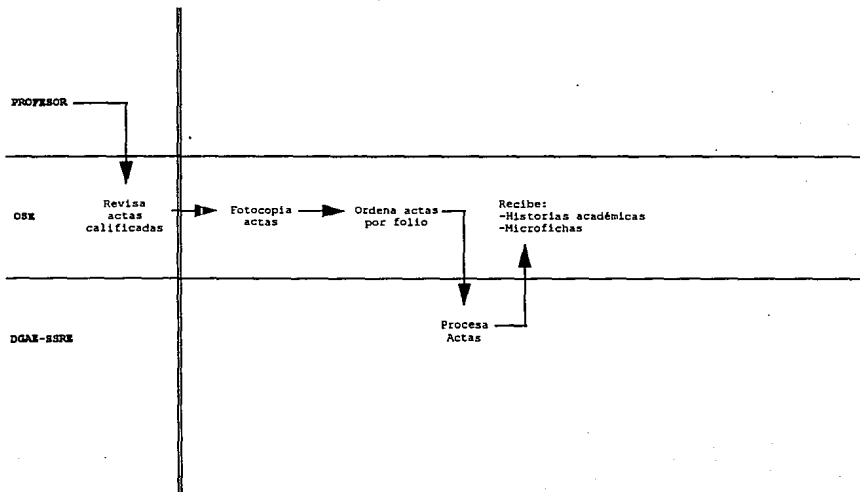 PROFESOR
OSE
Revisa
actas
calificadas
Fotocopia
actas
Ordena actas
por folio
Recibe:
-Historias académicas
-Microfichas
DGAE-SSRE
Procesa
Actas